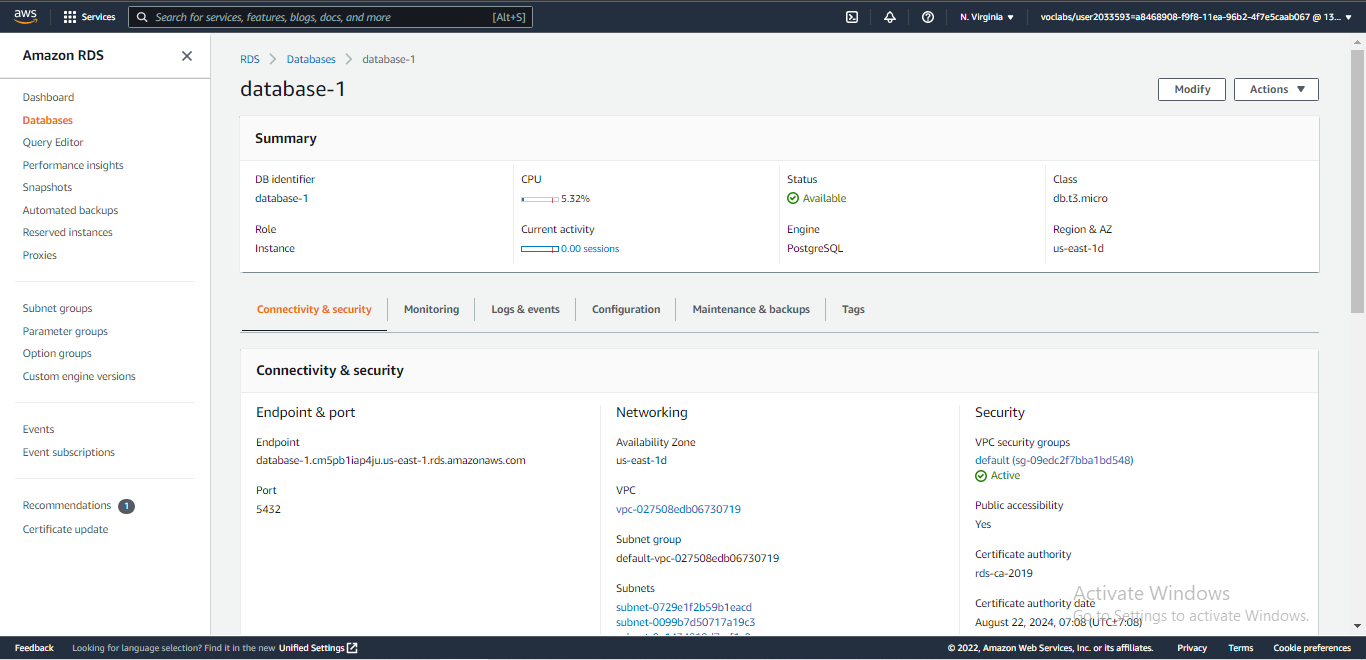 aws
Services
Search for services, features, blogs, docs, and more
[Alt+S]
N. Virginia
voclabs/user2033593=a8468908-f9f8-11ea-96b2-4f7e5caab067 @ 13...
Amazon RDS
Dashboard
Databases
Query Editor
Performance insights
Snapshots
Automated backups
Reserved instances
Proxies
Subnet groups
Parameter groups
Option groups
Custom engine versions
Events
Event subscriptions
Recommendations 1
Certificate update
RDS > Databases > database-1
database-1
Modify
Actions
Summary
DB identifier
database-1
Role
Instance
CPU
5.32%
Current activity
0.00 sessions
Status
Available
Engine
PostgreSQL
Class
db.t3.micro
Region & AZ
us-east-1d
Connectivity & security
Monitoring
Logs & events
Configuration
Maintenance & backups
Tags
Connectivity & security
Endpoint & port
Endpoint
database-1.cm5pb1iap4ju.us-east-1.rds.amazonaws.com
Port
5432
Networking
Availability Zone
us-east-1d
VPC
vpc-027508edb06730719
Subnet group
default-vpc-027508edb06730719
Subnets
subnet-0729e1f2b59b1eacd
subnet-0099b7d50717a19c3
Security
VPC security groups
default (sg-09edc2f7bba1bd548)
Active
Public accessibility
Yes
Certificate authority
rds-ca-2019
Certificate authority date
August 22, 2024, 07:08 (UTC±7:08)
Activate Windows
Go to Settings to activate Windows.
Feedback
Looking for language selection? Find it in the new Unified Settings
© 2022, Amazon Web Services, Inc. or its affiliates.
Privacy
Terms
Cookie preferences